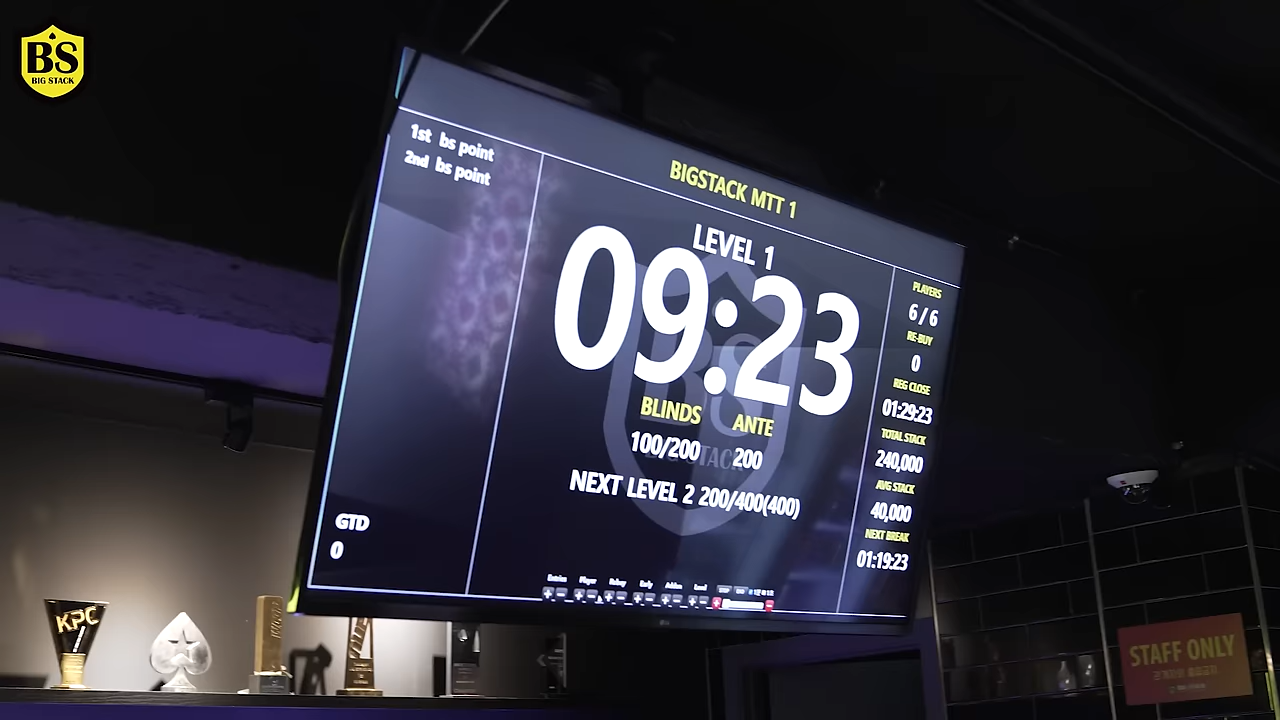 BS
BIG STACK
1st bs point
2nd bs point
BIGSTACK MTT 1
LEVEL 1
09:23
BLINDS ANTE
100/200 200
NEXT LEVEL 2 200/400(400)
PLAYERS
6 / 6
RE-BUY
0
REG CLOSE
01:29:23
TOTAL STACK
240,000
AVG STACK
40,000
NEXT BREAK
01:19:23
GTD
0
BS
KPC
STAFF ONLY